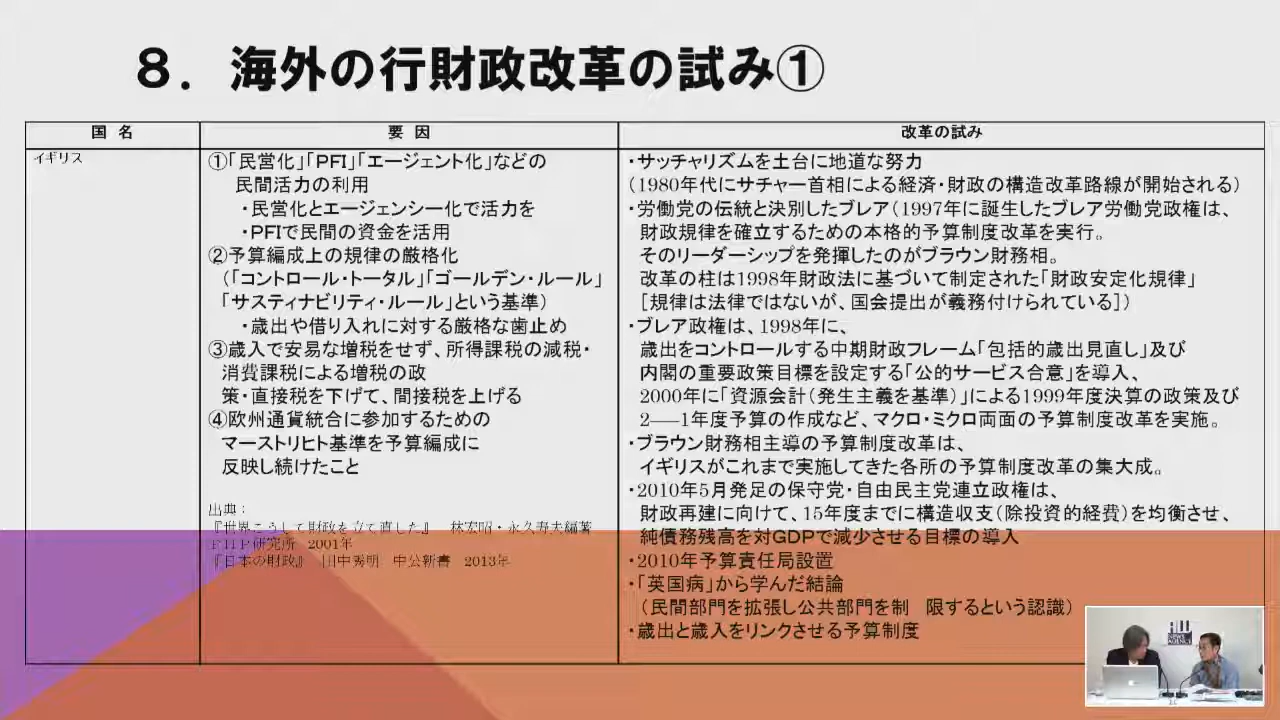 ８．海外の行財政改革の試み①
国 名
要 因
改革の試み
イギリス
①「民営化」「PFI」「エージェント化」などの
民間活力の利用
・民営化とエージェンシー化で活力を
・PFIで民間の資金を活用
②予算編成上の規律の厳格化
（「コントロール・トータル」「ゴールデン・ルール」
「サスティナビリティ・ルール」という基準）
・歳出や借り入れに対する厳格な歯止め
③歳入で安易な増税をせず、所得課税の減税・
消費課税による増税の政
策・直接税を下げて、間接税を上げる
④欧州通貨統合に参加するための
マーストリヒト基準を予算編成に
反映し続けたこと
出典：
『世界こうして財政を立て直した』 林宏昭・永久寿夫編著
ＰＨＰ研究所 2001年
『日本の財政』 田中秀明 中公新書 2013年
・サッチャリズムを土台に地道な努力
（1980年代にサチャー首相による経済・財政の構造改革路線が開始される）
・労働党の伝統と決別したブレア（1997年に誕生したブレア労働党政権は、
財政規律を確立するための本格的予算制度改革を実行。
そのリーダーシップを発揮したのがブラウン財務相。
改革の柱は1998年財政法に基づいて制定された「財政安定化規律」
［規律は法律ではないが、国会提出が義務付けられている］）
・ブレア政権は、1998年に、
歳出をコントロールする中期財政フレーム「包括的歳出見直し」及び
内閣の重要政策目標を設定する「公的サービス合意」を導入、
2000年に「資源会計（発生主義を基準）」による1999年度決算の政策及び
2―1年度予算の作成など、マクロ・ミクロ両面の予算制度改革を実施。
・ブラウン財務相主導の予算制度改革は、
イギリスがこれまで実施してきた各所の予算制度改革の集大成。
・2010年5月発足の保守党・自由民主党連立政権は、
財政再建に向けて、15年度までに構造収支（除投資的経費）を均衡させ、
純債務残高を対GDPで減少させる目標の導入
・2010年予算責任局設置
・「英国病」から学んだ結論
（民間部門を拡張し公共部門を制 限するという認識）
・歳出と歳入をリンクさせる予算制度